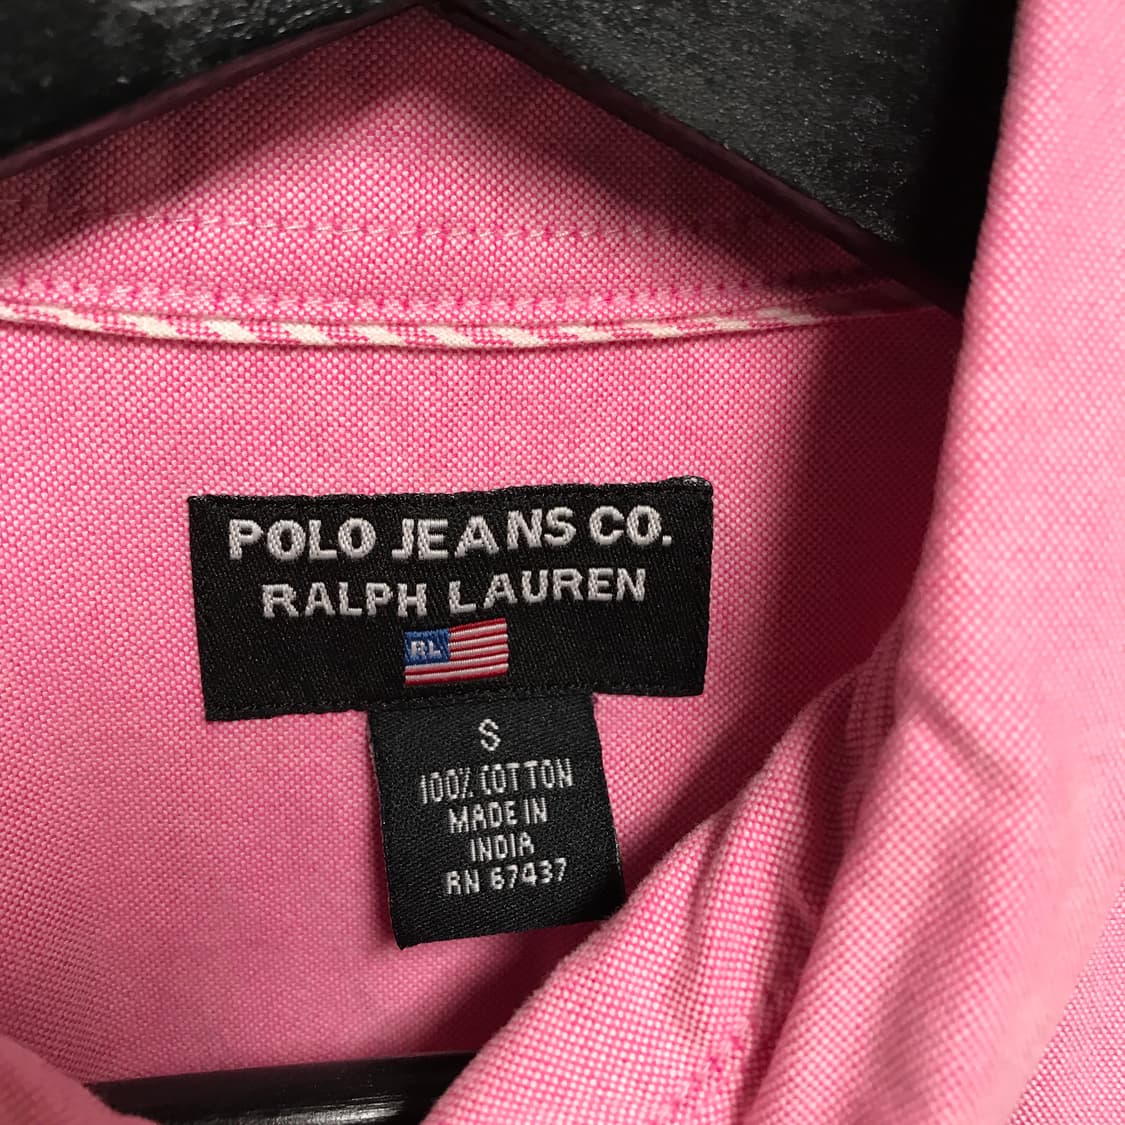 POLO JEANS CO.
RALPH LAUREN
RL
S
100% COTTON
MADE IN
INDIA
RN 67437